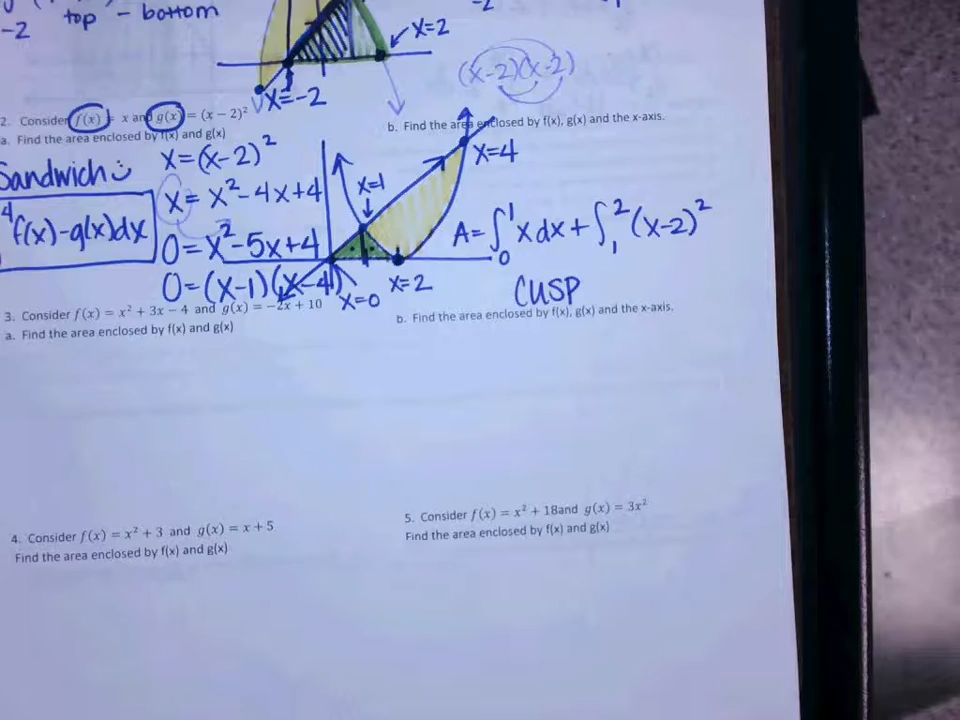 top - bottom
-2
-2
x=2
(x-2)(x-2)
x=-2
2. Consider f(x) = x and g(x) = (x − 2)²
a. Find the area enclosed by f(x) and g(x)
b. Find the area enclosed by f(x), g(x) and the x-axis.
Sandwich
x=(x-2)²
x=x²-4x+4
0=x²-5x+4
0=(x-1)(x-4)
4
f(x)-g(x)dx
x=1
x=4
x=0
x=2
A=∫₀¹xdx+∫₁²(x-2)²
CUSP
3. Consider f(x) = x² + 3x − 4 and g(x) = −2x + 10
a. Find the area enclosed by f(x) and g(x)
b. Find the area enclosed by f(x), g(x) and the x-axis.
4. Consider f(x) = x² + 3 and g(x) = x + 5
Find the area enclosed by f(x) and g(x)
5. Consider f(x) = x² + 18and g(x) = 3x²
Find the area enclosed by f(x) and g(x)